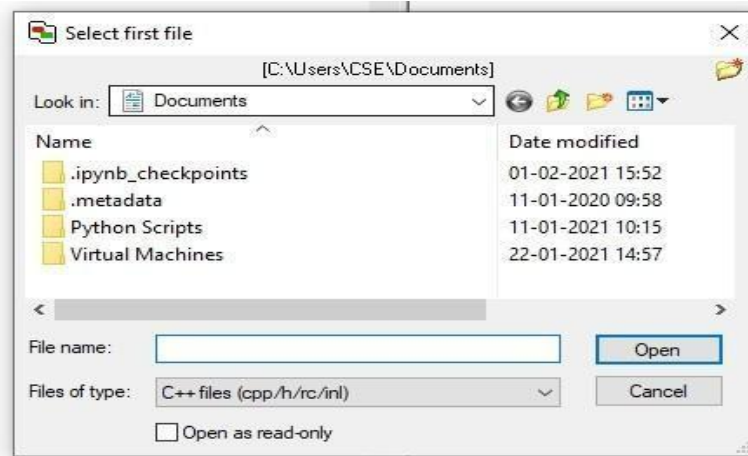 Select first file
[C:\Users\CSE\Documents]
Look in: Documents
Name Date modified
.ipynb_checkpoints 01-02-2021 15:52
.metadata 11-01-2020 09:58
Python Scripts 11-01-2021 10:15
Virtual Machines 22-01-2021 14:57
File name: Open
Files of type: C++ files (cpp/h/rc/inl) Cancel
Open as read-only